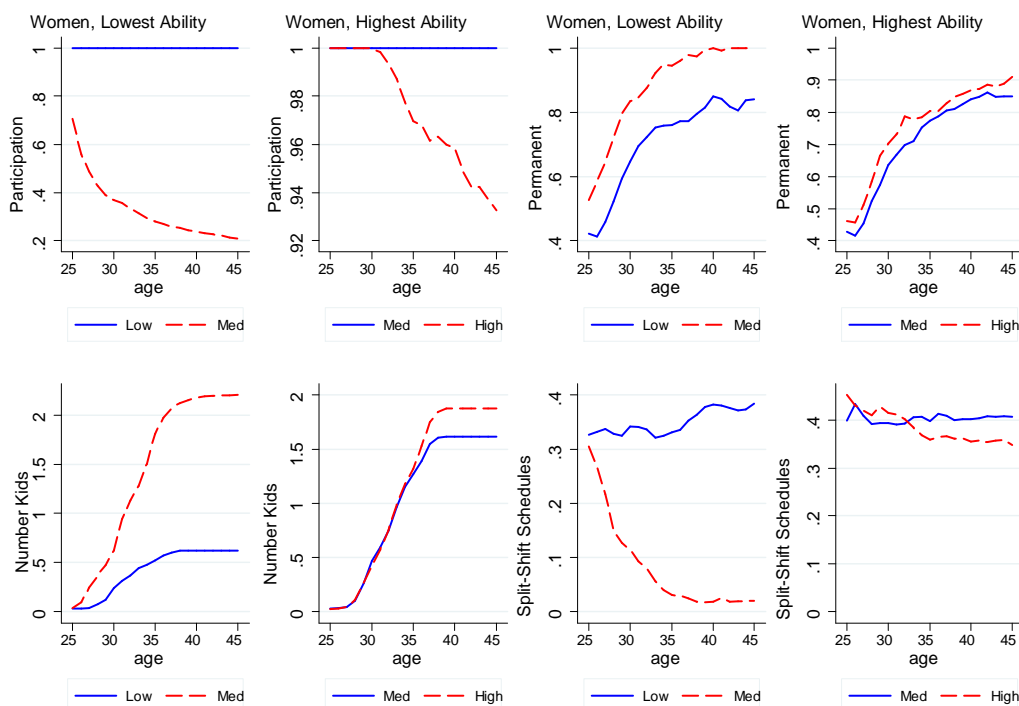 Women, Lowest Ability
Participation
1
.8
.6
.4
.2
25 30 35 40 45
age
Low Med
Women, Highest Ability
Participation
1
.98
.96
.94
.92
25 30 35 40 45
age
Med High
Women, Lowest Ability
Permanent
1
.8
.6
.4
25 30 35 40 45
age
Low Med
Women, Highest Ability
Permanent
1
.9
.8
.7
.6
.5
.4
25 30 35 40 45
age
Med High
Number Kids
2
1.5
1
.5
0
25 30 35 40 45
age
Low Med
Number Kids
2
1.5
1
.5
0
25 30 35 40 45
age
Med High
Split-Shift Schedules
.4
.3
.2
.1
0
25 30 35 40 45
age
Low Med
Split-Shift Schedules
.4
.3
.2
.1
0
25 30 35 40 45
age
Med High